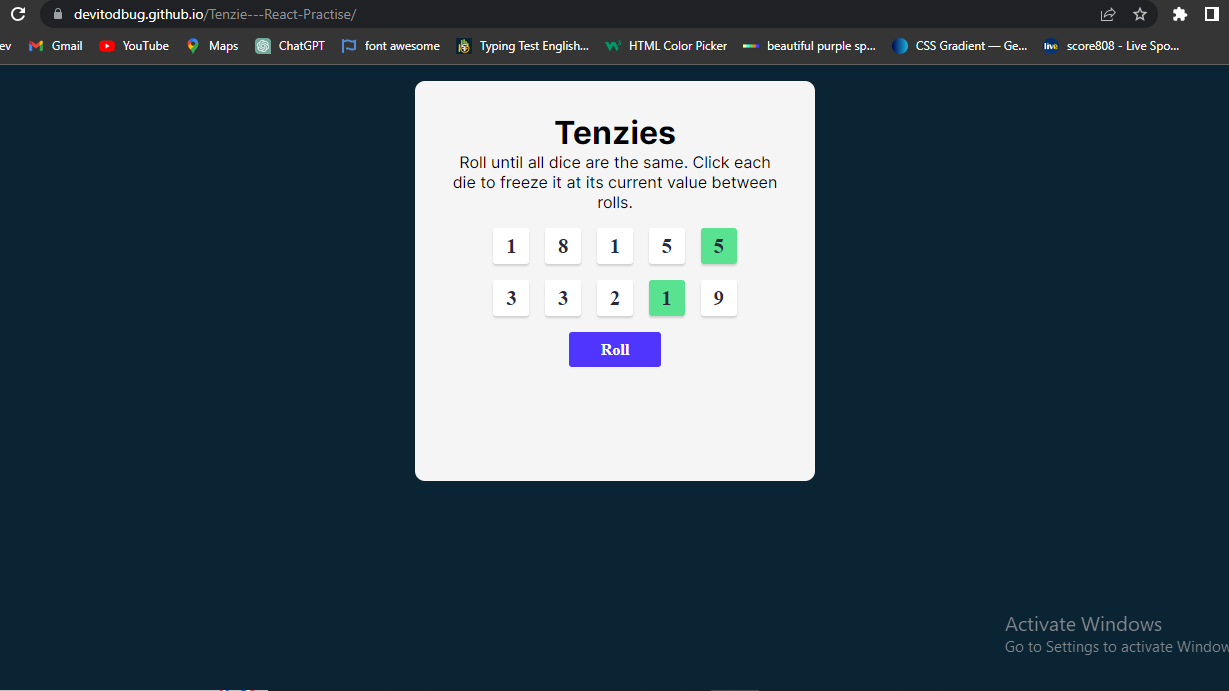 devitodbug.github.io/Tenzie---React-Practise/
ev Gmail YouTube Maps ChatGPT font awesome Typing Test English... HTML Color Picker beautiful purple sp... CSS Gradient — Ge... live score808 - Live Spo...
Tenzies
Roll until all dice are the same. Click each
die to freeze it at its current value between
rolls.
1 8 1 5 5
3 3 2 1 9
Roll
Activate Windows
Go to Settings to activate Window